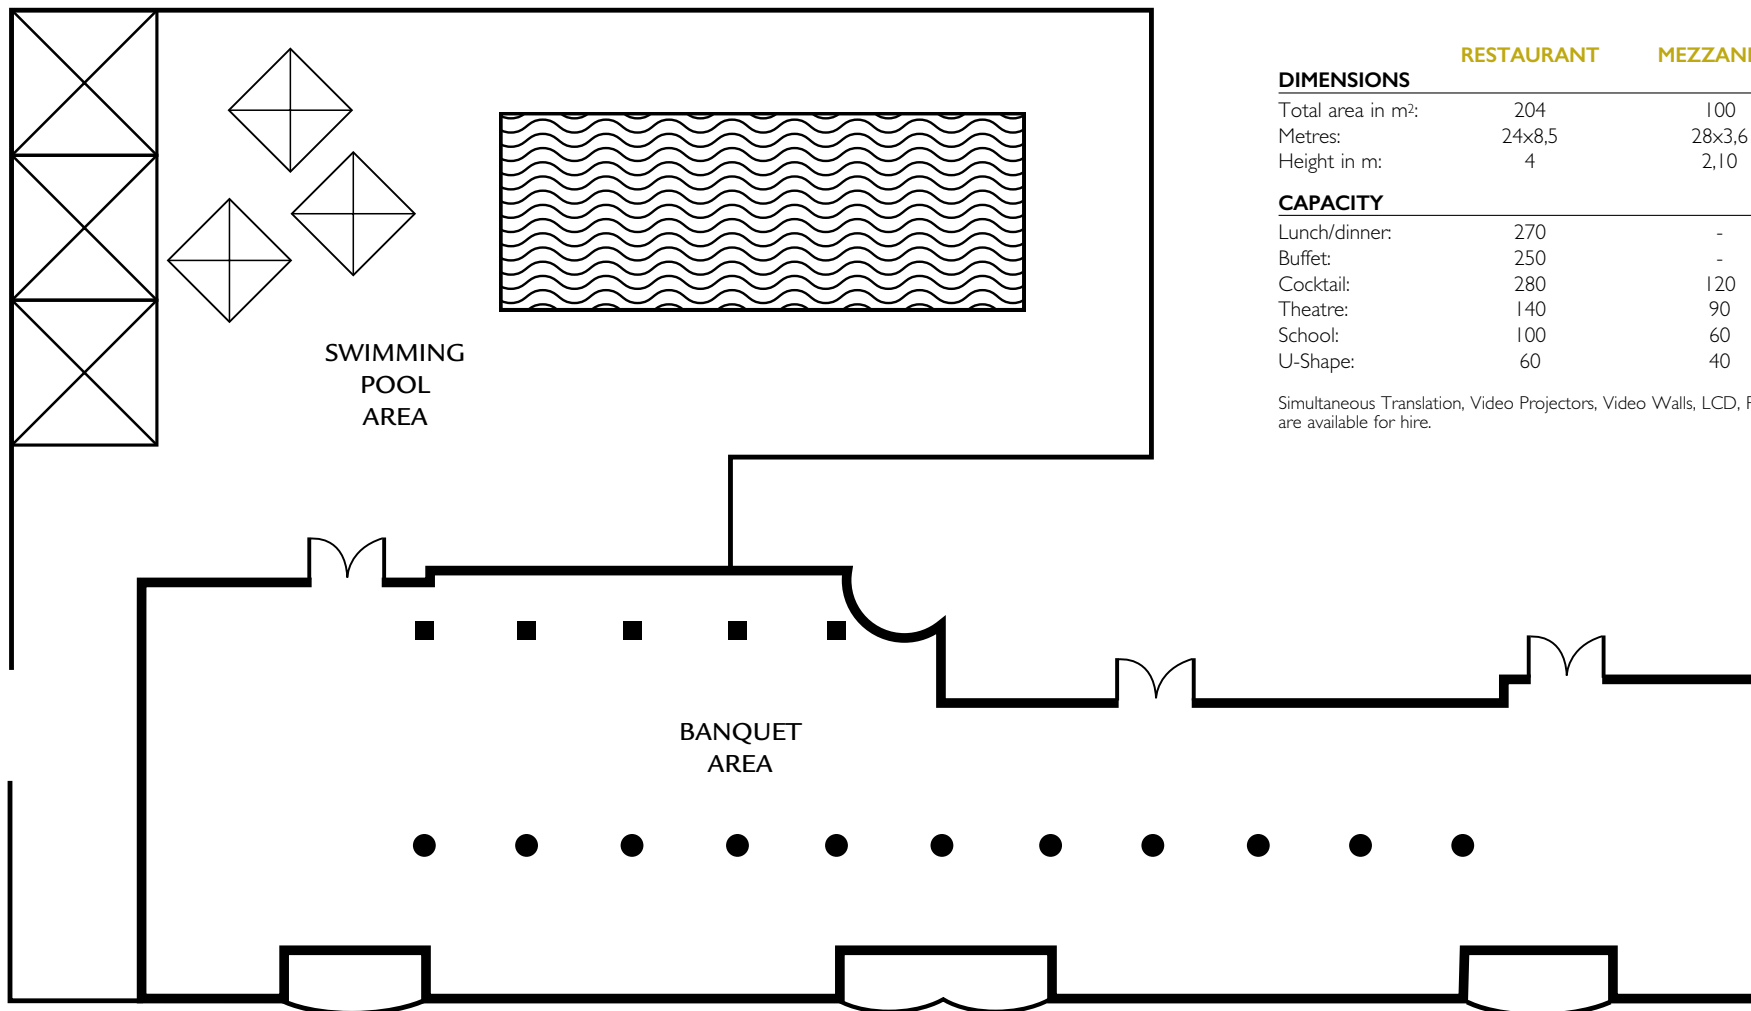 RESTAURANT MEZZANI
DIMENSIONS
Total area in m²: 204 100
Metres: 24x8,5 28x3,6
Height in m: 4 2,10
CAPACITY
Lunch/dinner: 270 -
Buffet: 250 -
Cocktail: 280 120
Theatre: 140 90
School: 100 60
U-Shape: 60 40
Simultaneous Translation, Video Projectors, Video Walls, LCD,
are available for hire.
SWIMMING
POOL
AREA
BANQUET
AREA